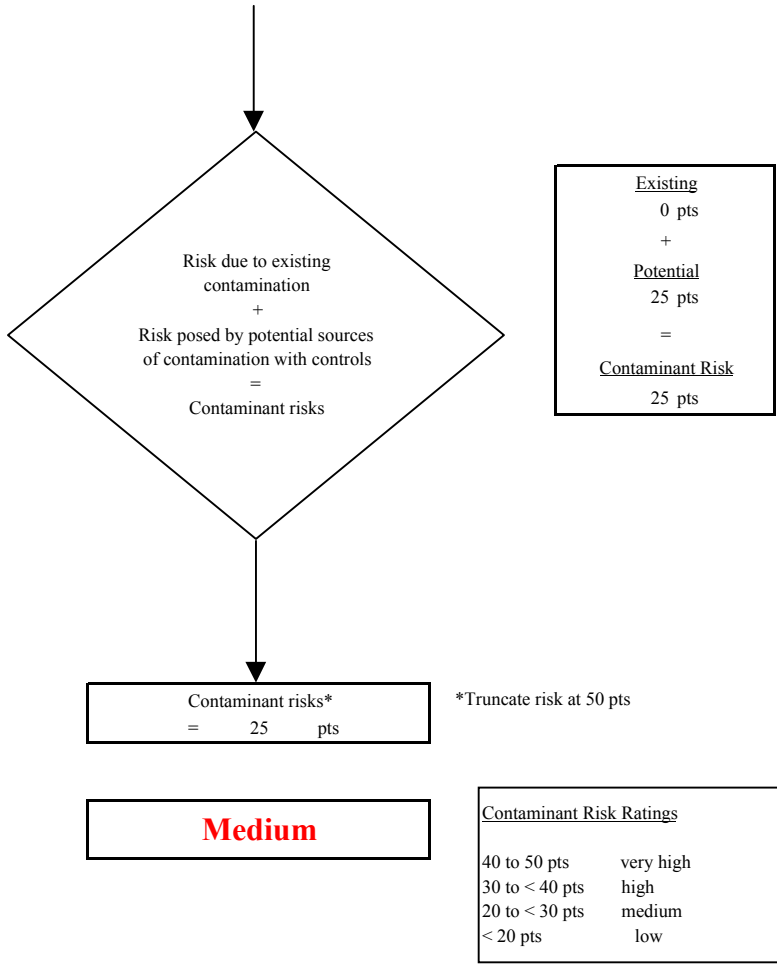 Risk due to existing
contamination
+
Risk posed by potential sources
of contamination with controls
=
Contaminant risks
Existing
0 pts
+
Potential
25 pts
=
Contaminant Risk
25 pts
Contaminant risks*
= 25 pts
*Truncate risk at 50 pts
Medium
Contaminant Risk Ratings
40 to 50 pts very high
30 to < 40 pts high
20 to < 30 pts medium
< 20 pts low